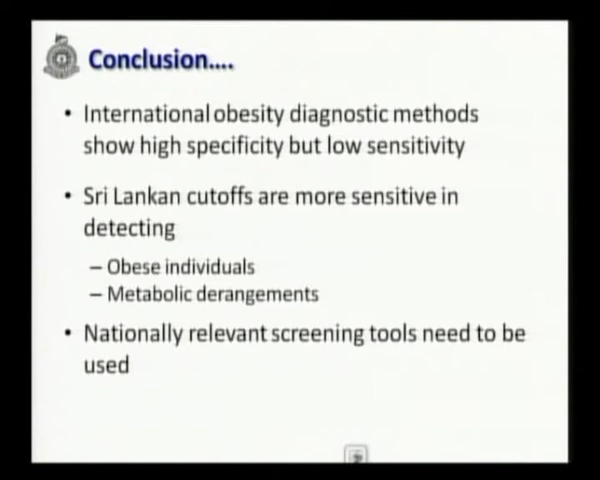 Conclusion....
• International obesity diagnostic methods
show high specificity but low sensitivity
• Sri Lankan cutoffs are more sensitive in
detecting
– Obese individuals
– Metabolic derangements
• Nationally relevant screening tools need to be
used